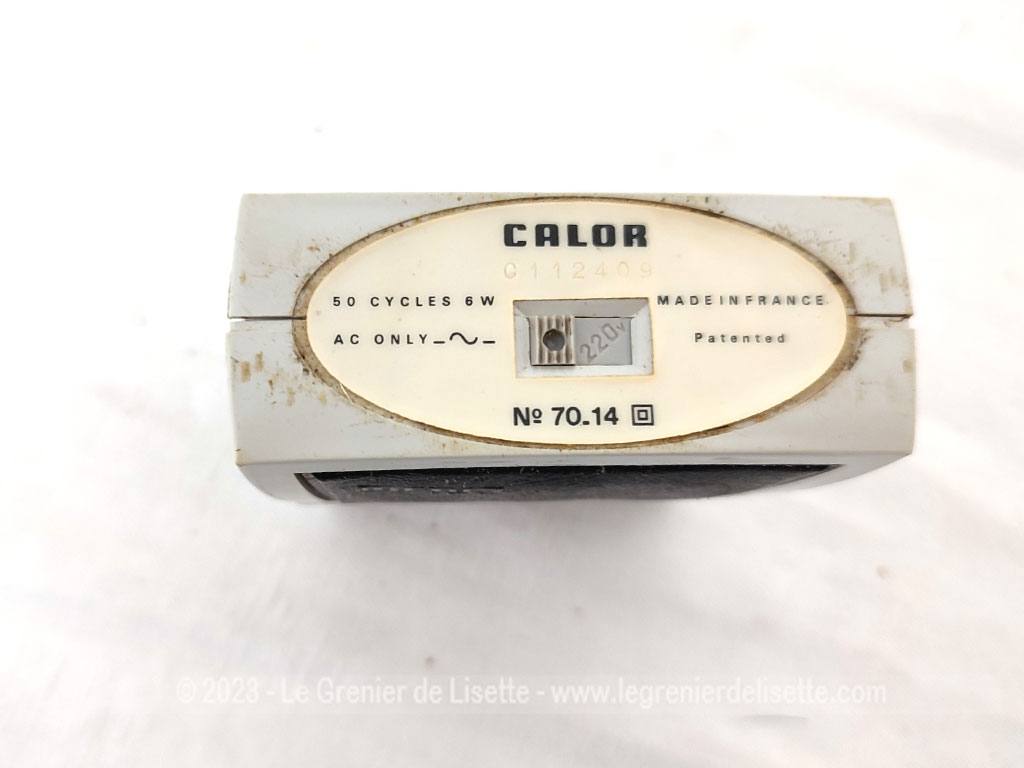 CALOR
C112409
50 CYCLES 6W
AC ONLY
220V
MADE IN FRANCE
Patented
Nº 70.14
© 2028 - Le Grenier de Lisette - www.legrenierdelisette.com